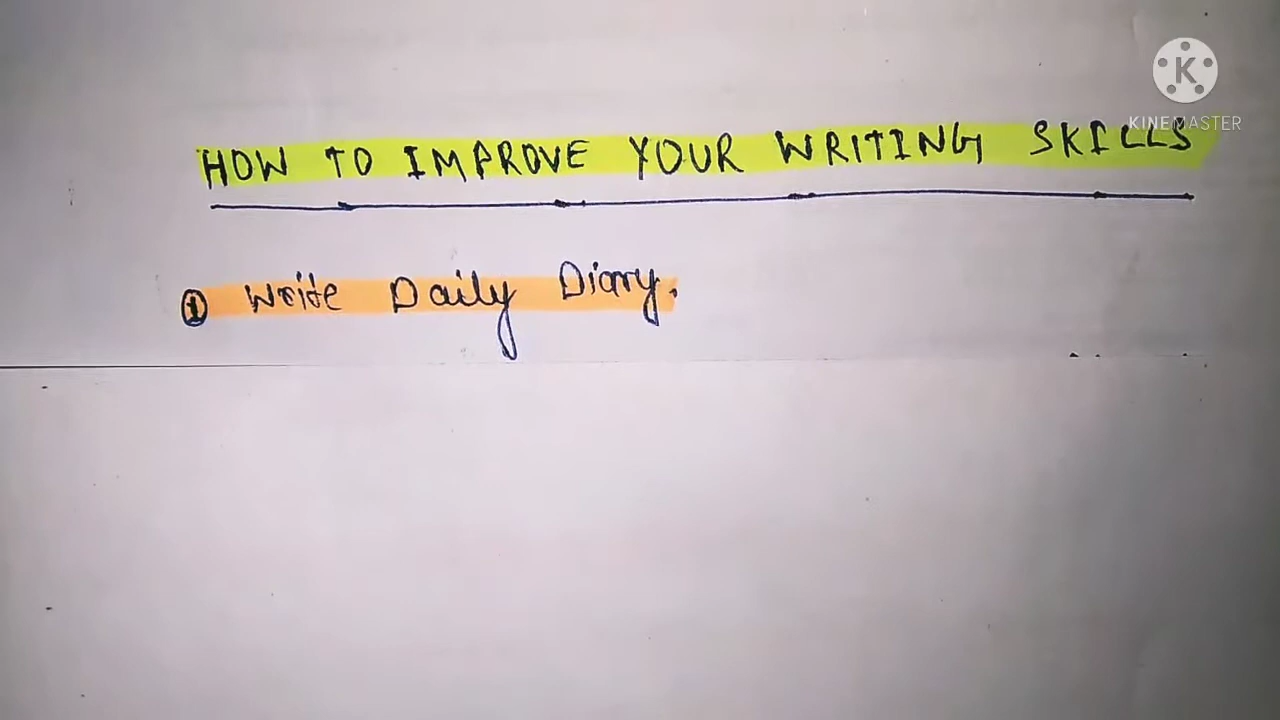 K
KINEMASTER
HOW TO IMPROVE YOUR WRITING SKILLS
① Write Daily Diary.